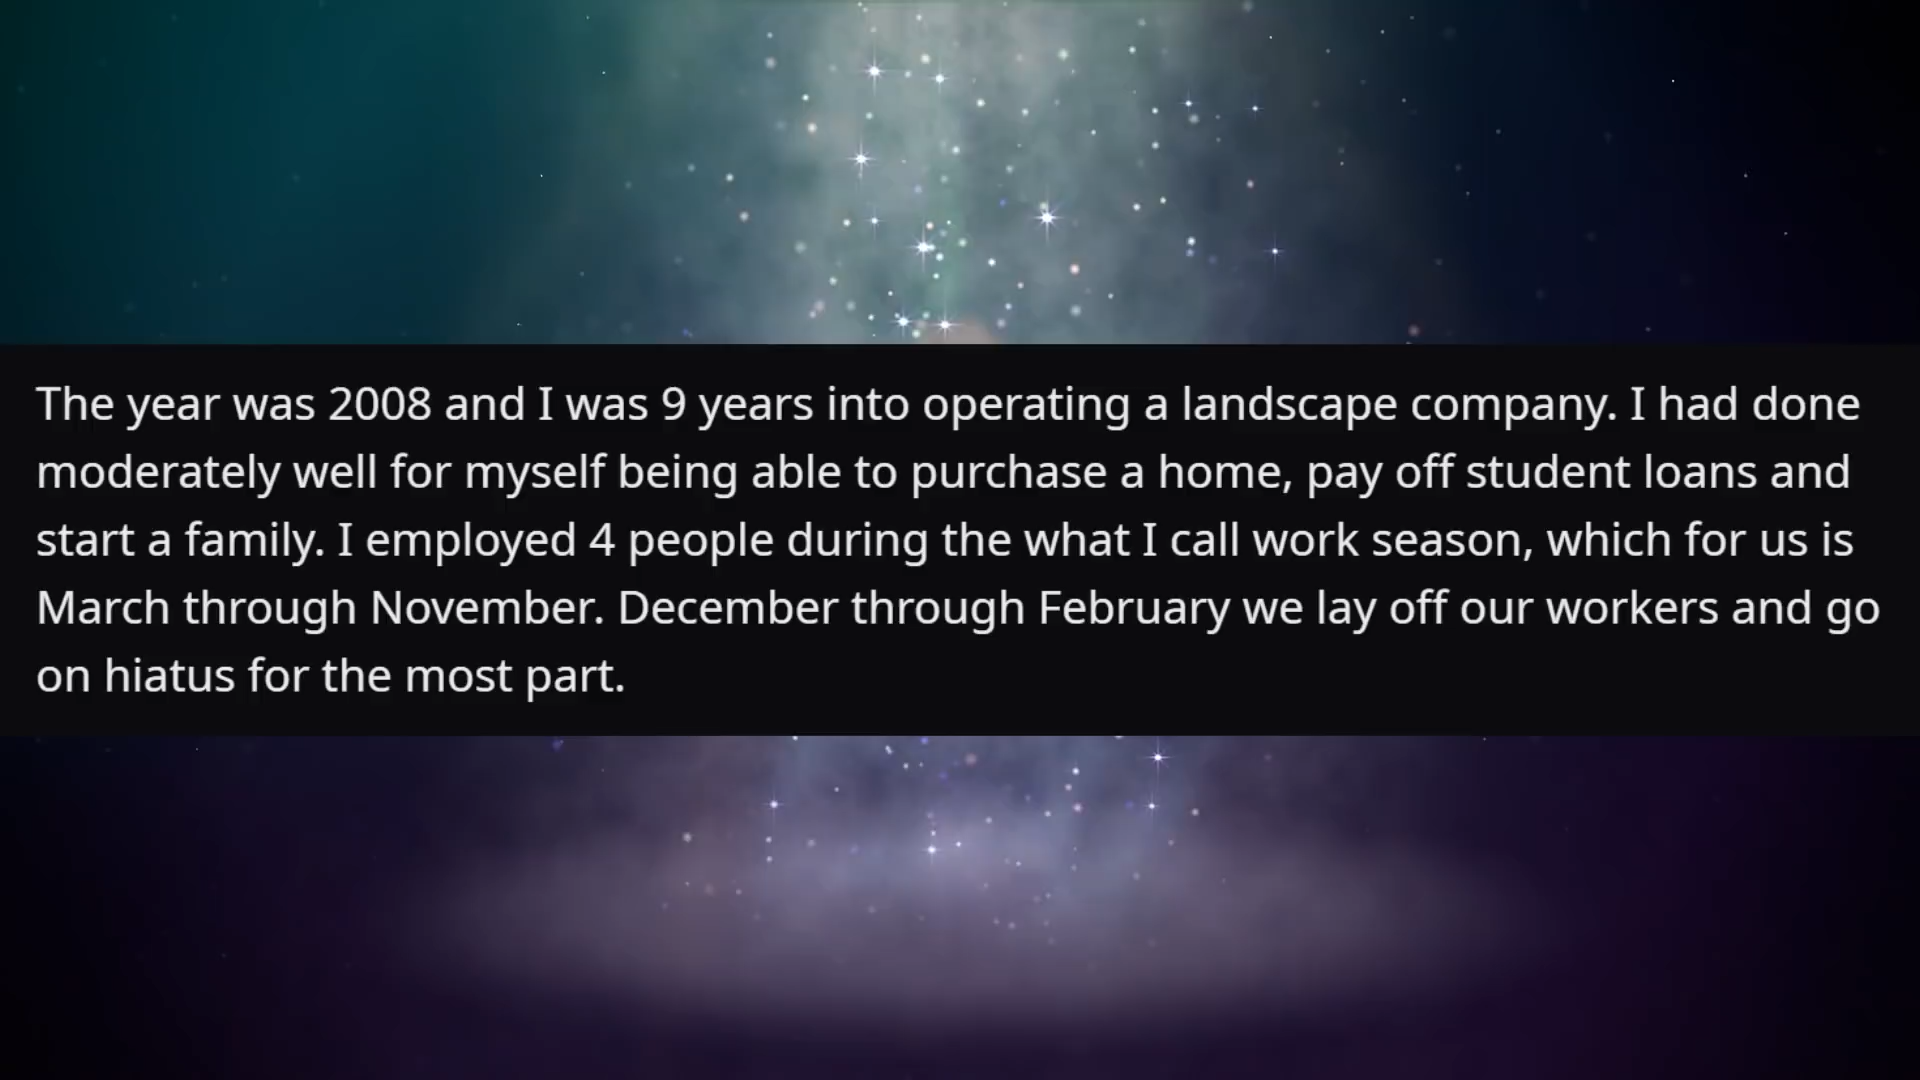 The year was 2008 and I was 9 years into operating a landscape company. I had done
moderately well for myself being able to purchase a home, pay off student loans and
start a family. I employed 4 people during the what I call work season, which for us is
March through November. December through February we lay off our workers and go
on hiatus for the most part.